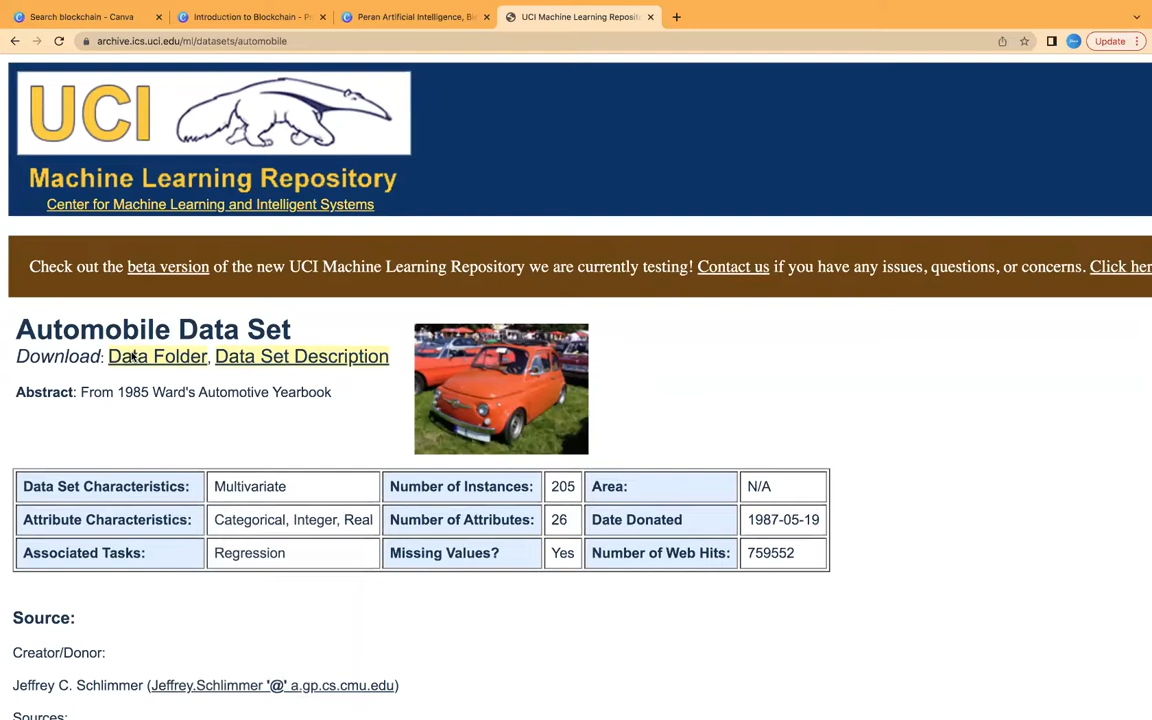 Search blockchain - Canva
Introduction to Blockchain - P
Peran Artificial Intelligence, Bl
UCI Machine Learning Reposit
archive.ics.uci.edu/ml/datasets/automobile
Update
UCI
Machine Learning Repository
Center for Machine Learning and Intelligent Systems
Check out the beta version of the new UCI Machine Learning Repository we are currently testing! Contact us if you have any issues, questions, or concerns. Click her
Automobile Data Set
Download: Data Folder, Data Set Description
Abstract: From 1985 Ward's Automotive Yearbook
Data Set Characteristics: Multivariate Number of Instances: 205 Area: N/A
Attribute Characteristics: Categorical, Integer, Real Number of Attributes: 26 Date Donated 1987-05-19
Associated Tasks: Regression Missing Values? Yes Number of Web Hits: 759552
Source:
Creator/Donor:
Jeffrey C. Schlimmer (Jeffrey.Schlimmer '@' a.gp.cs.cmu.edu)
Sources: